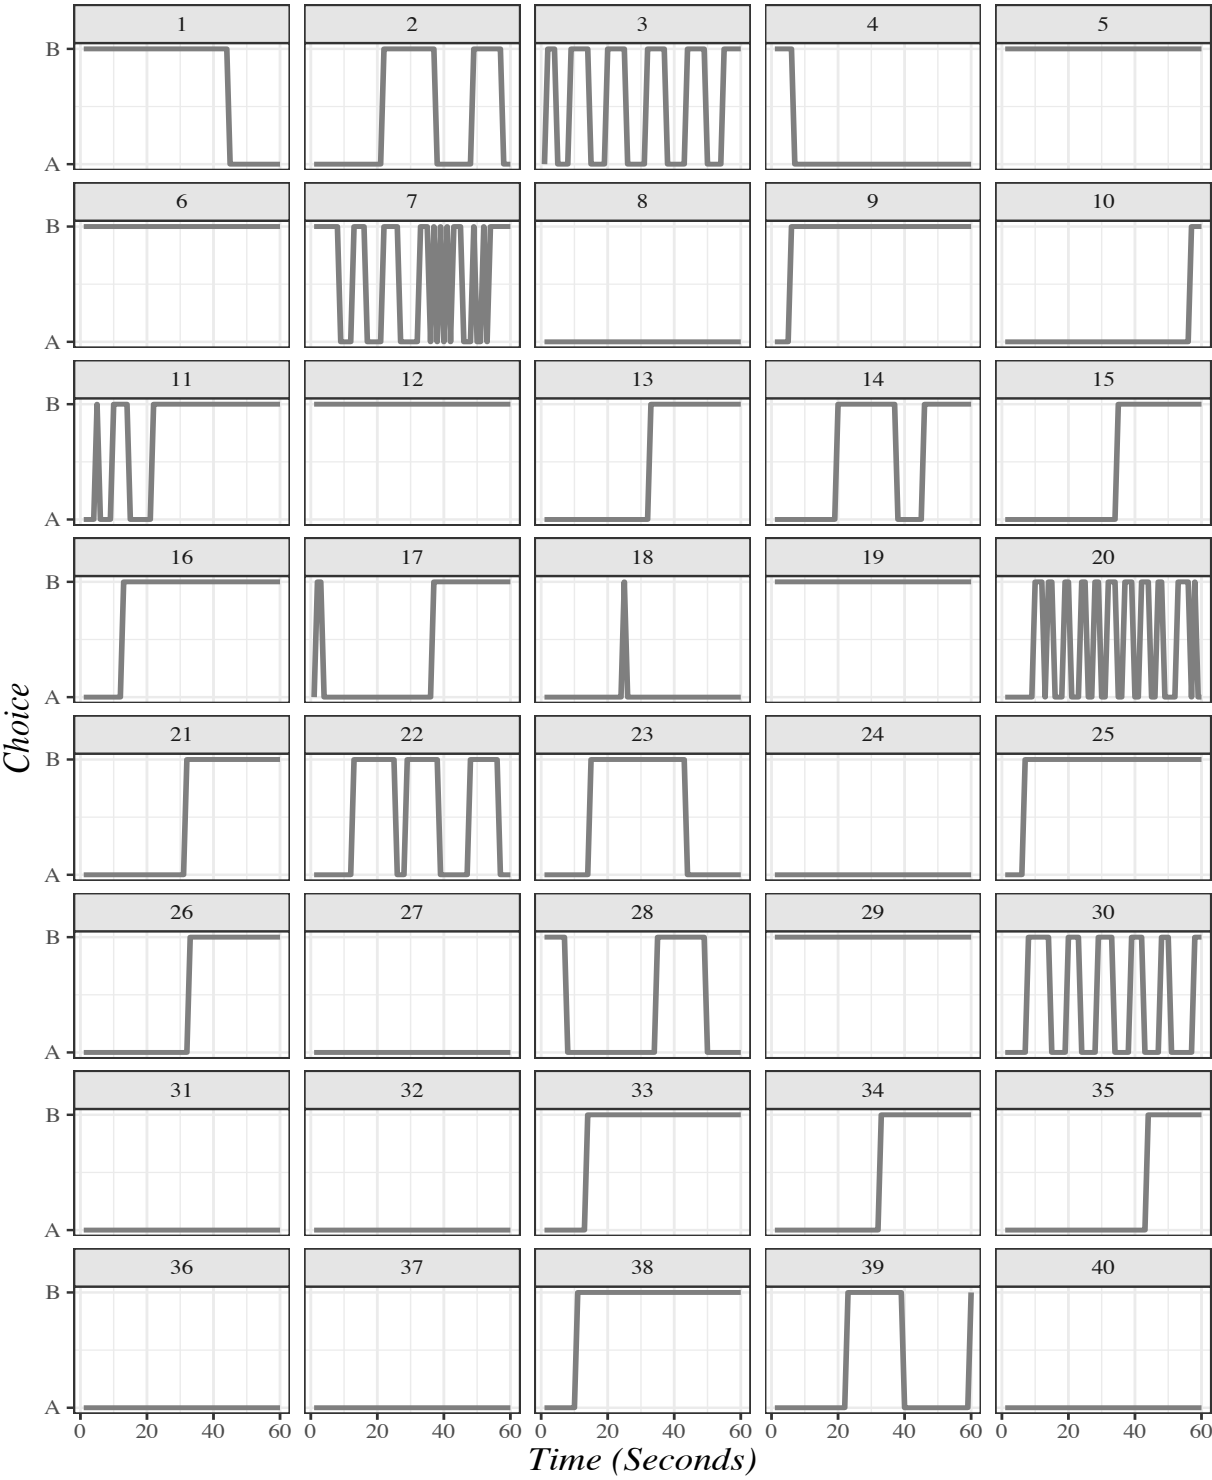 1 2 3 4 5
B
A
6 7 8 9 10
B
A
11 12 13 14 15
B
A
16 17 18 19 20
B
A
21 22 23 24 25
B
A
26 27 28 29 30
B
A
31 32 33 34 35
B
A
36 37 38 39 40
B
A
0 20 40 60 0 20 40 60 0 20 40 60 0 20 40 60 0 20 40 60
Time (Seconds)
Choice